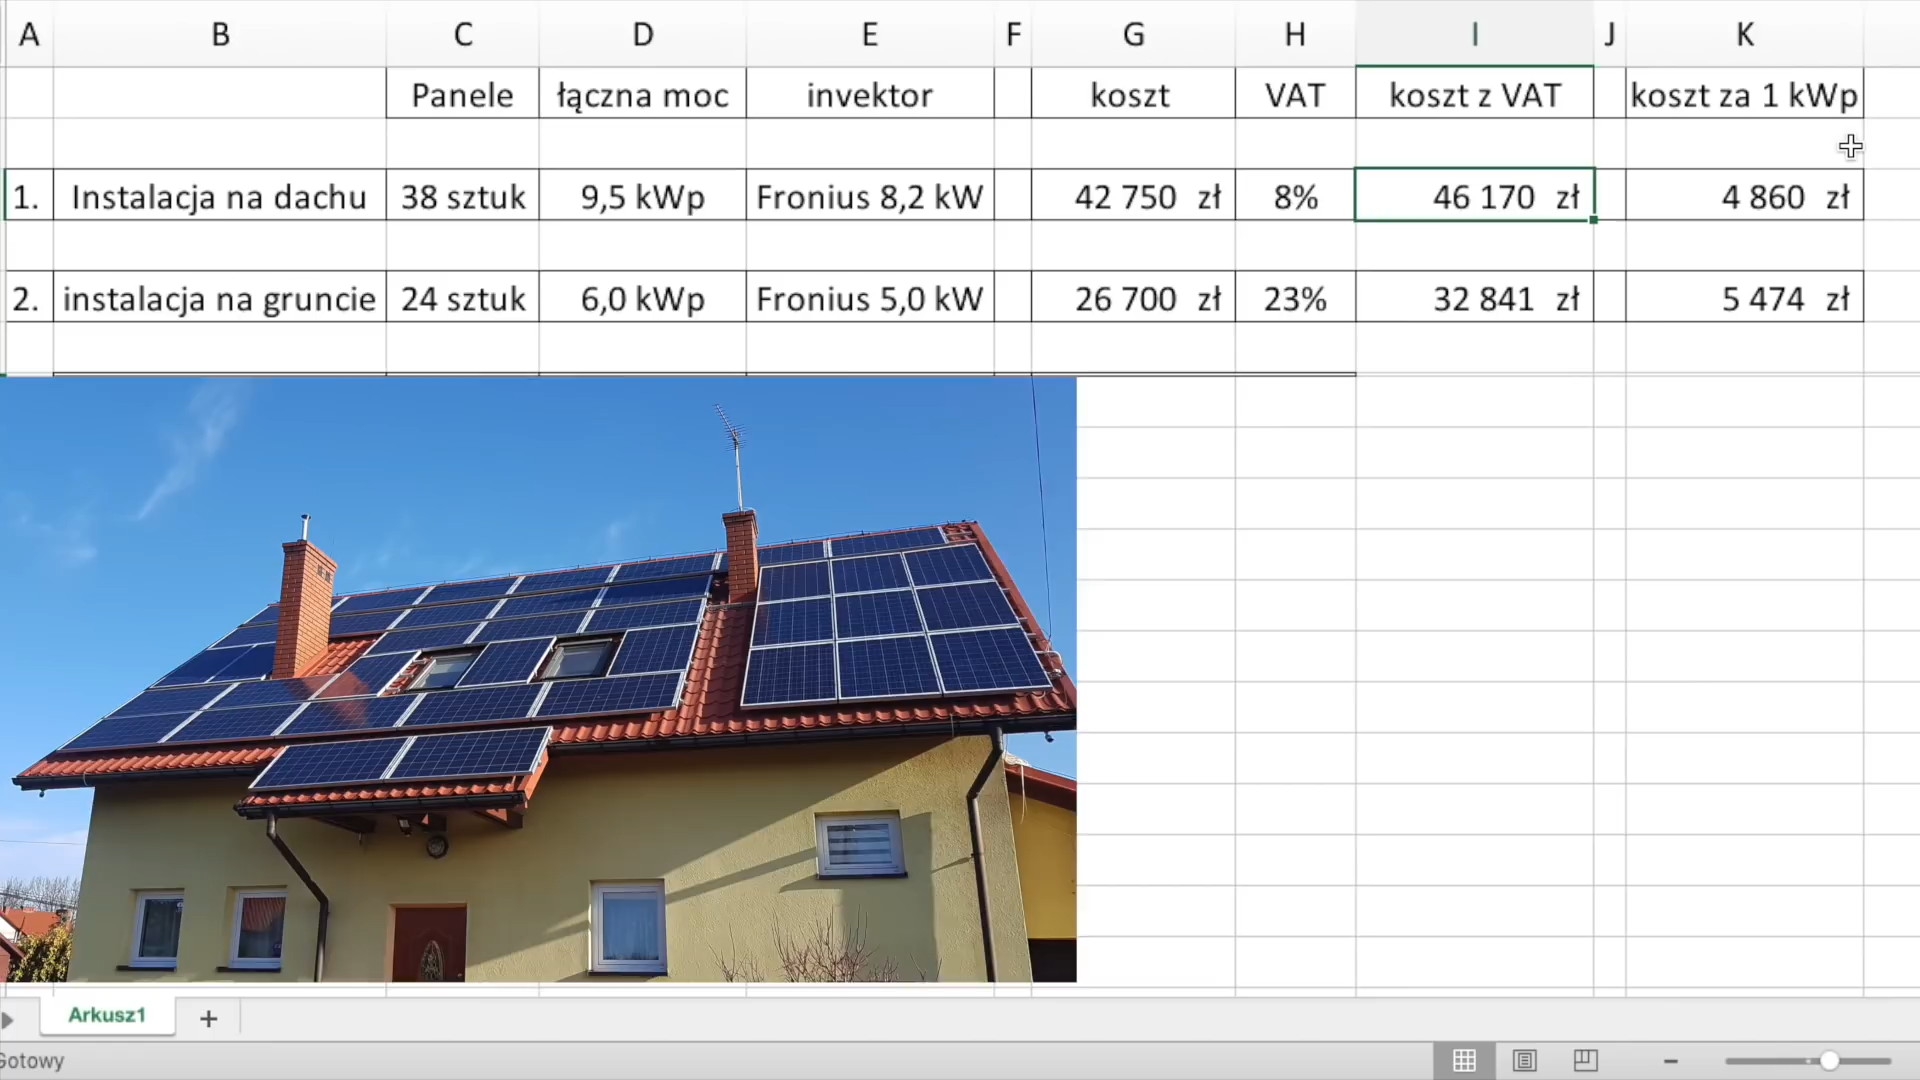 A B C D E F G H I J K
Panele łączna moc invektor koszt VAT koszt z VAT koszt za 1 kWp
1. Instalacja na dachu 38 sztuk 9,5 kWp Fronius 8,2 kW 42 750 zł 8% 46 170 zł 4 860 zł
2. instalacja na gruncie 24 sztuk 6,0 kWp Fronius 5,0 kW 26 700 zł 23% 32 841 zł 5 474 zł
Arkusz1 +
Gotowy